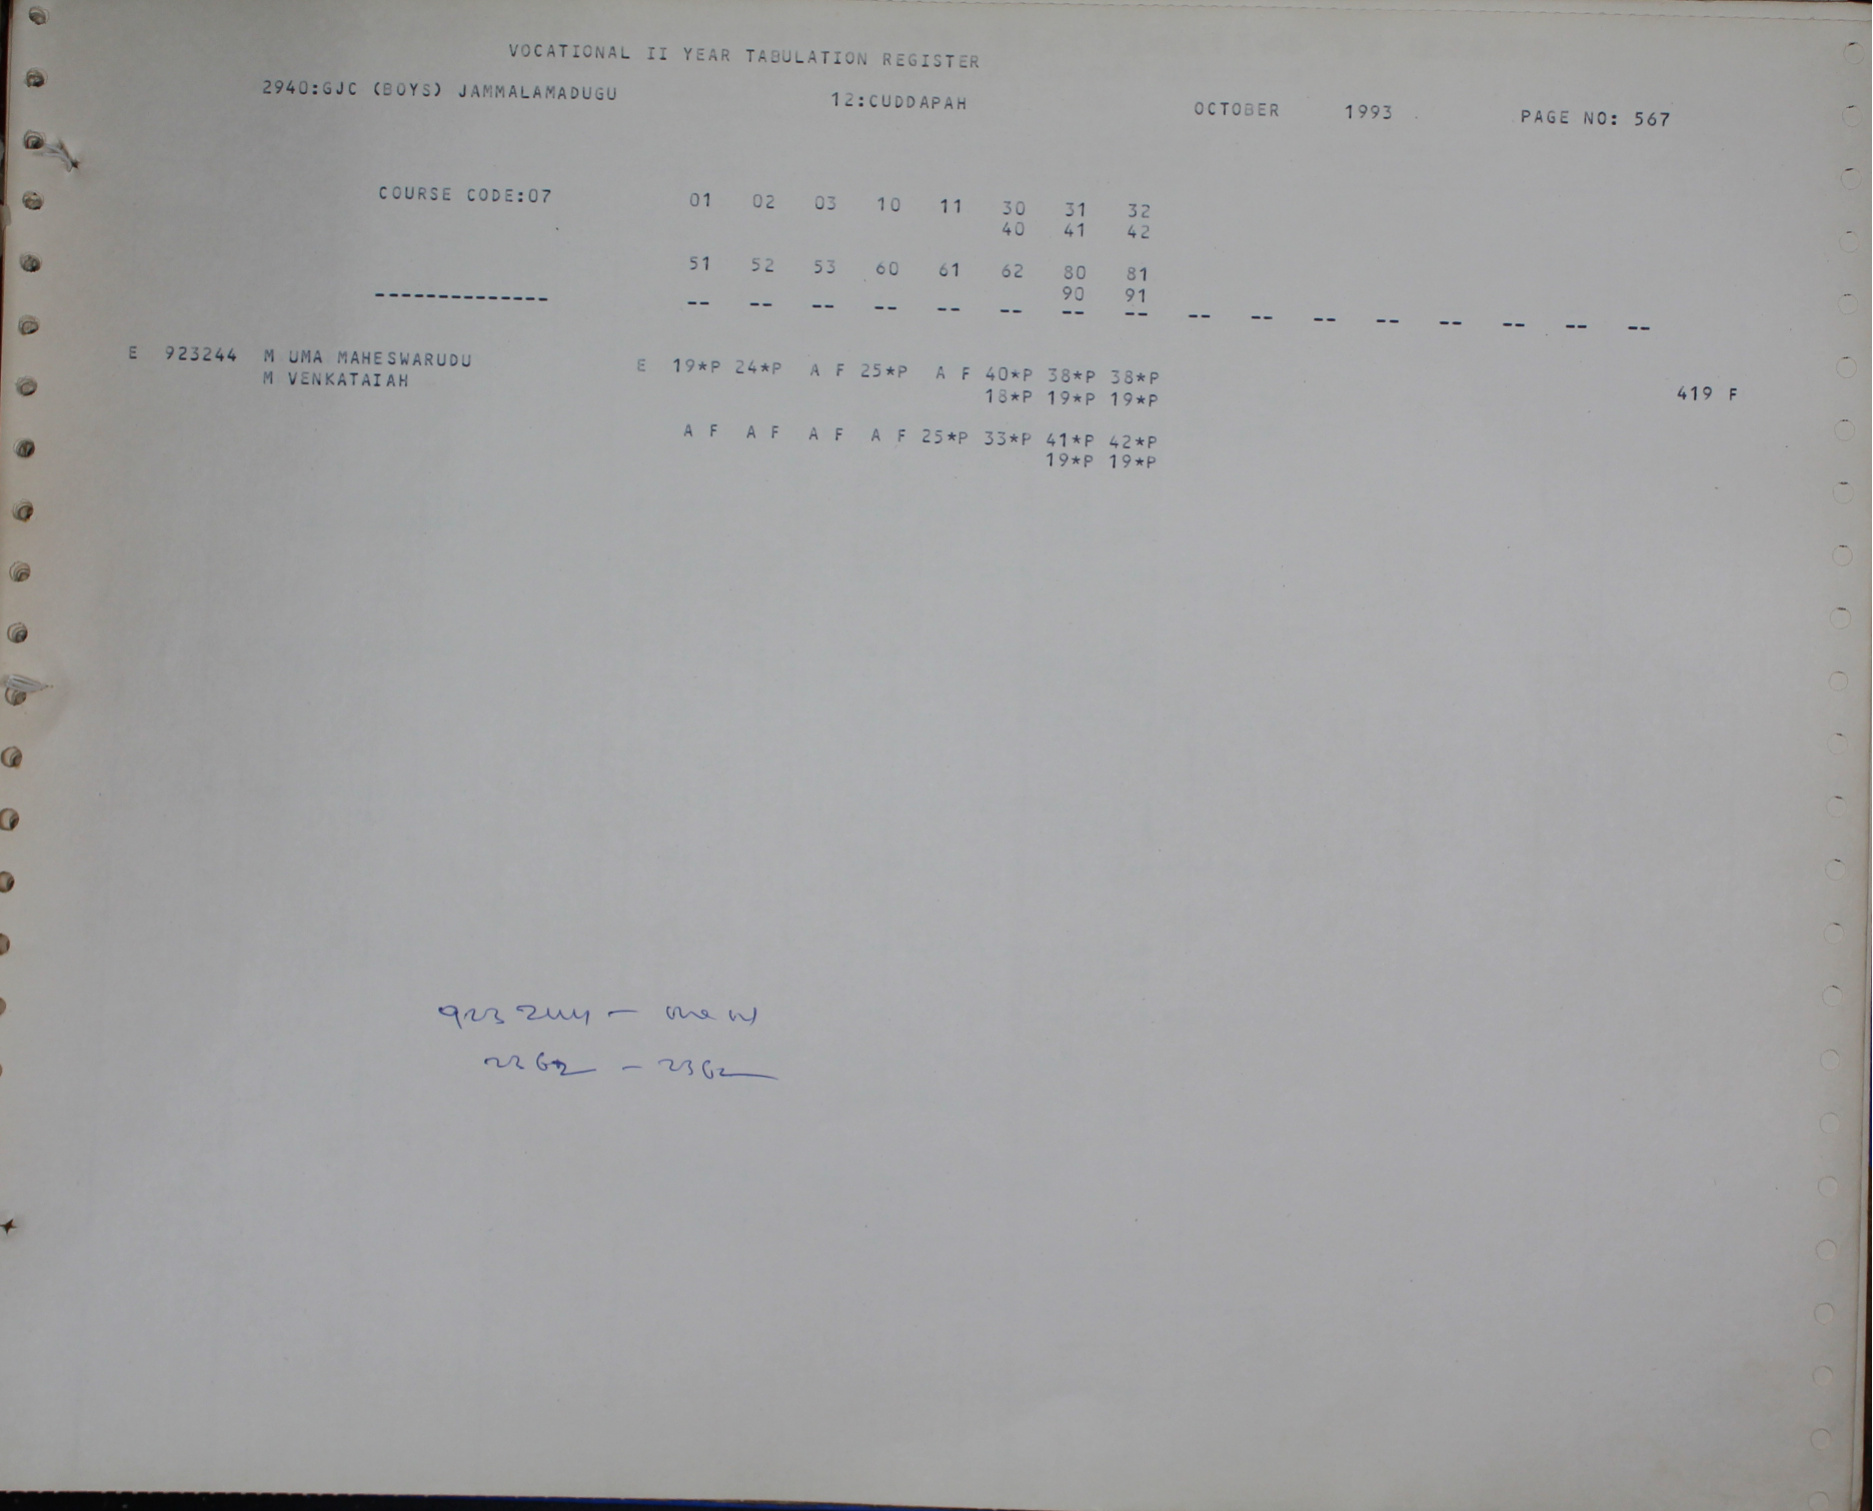 VOCATIONAL II YEAR TABULATION REGISTER
2940:GJC (BOYS) JAMMALAMADUGU 12:CUDDAPAH OCTOBER 1993 PAGE NO: 567
COURSE CODE:07 01 02 03 10 11 30 31 32
40 41 42
51 52 53 60 61 62 80 81
90 91
-------------- -- -- -- -- -- -- -- -- -- -- -- -- -- -- -- --
E 923244 M UMA MAHESWARUDU E 19*P 24*P A F 25*P A F 40*P 38*P 38*P
M VENKATAIAH 18*P 19*P 19*P 419 F
A F A F A F A F 25*P 33*P 41*P 42*P
19*P 19*P
923244 –
2362